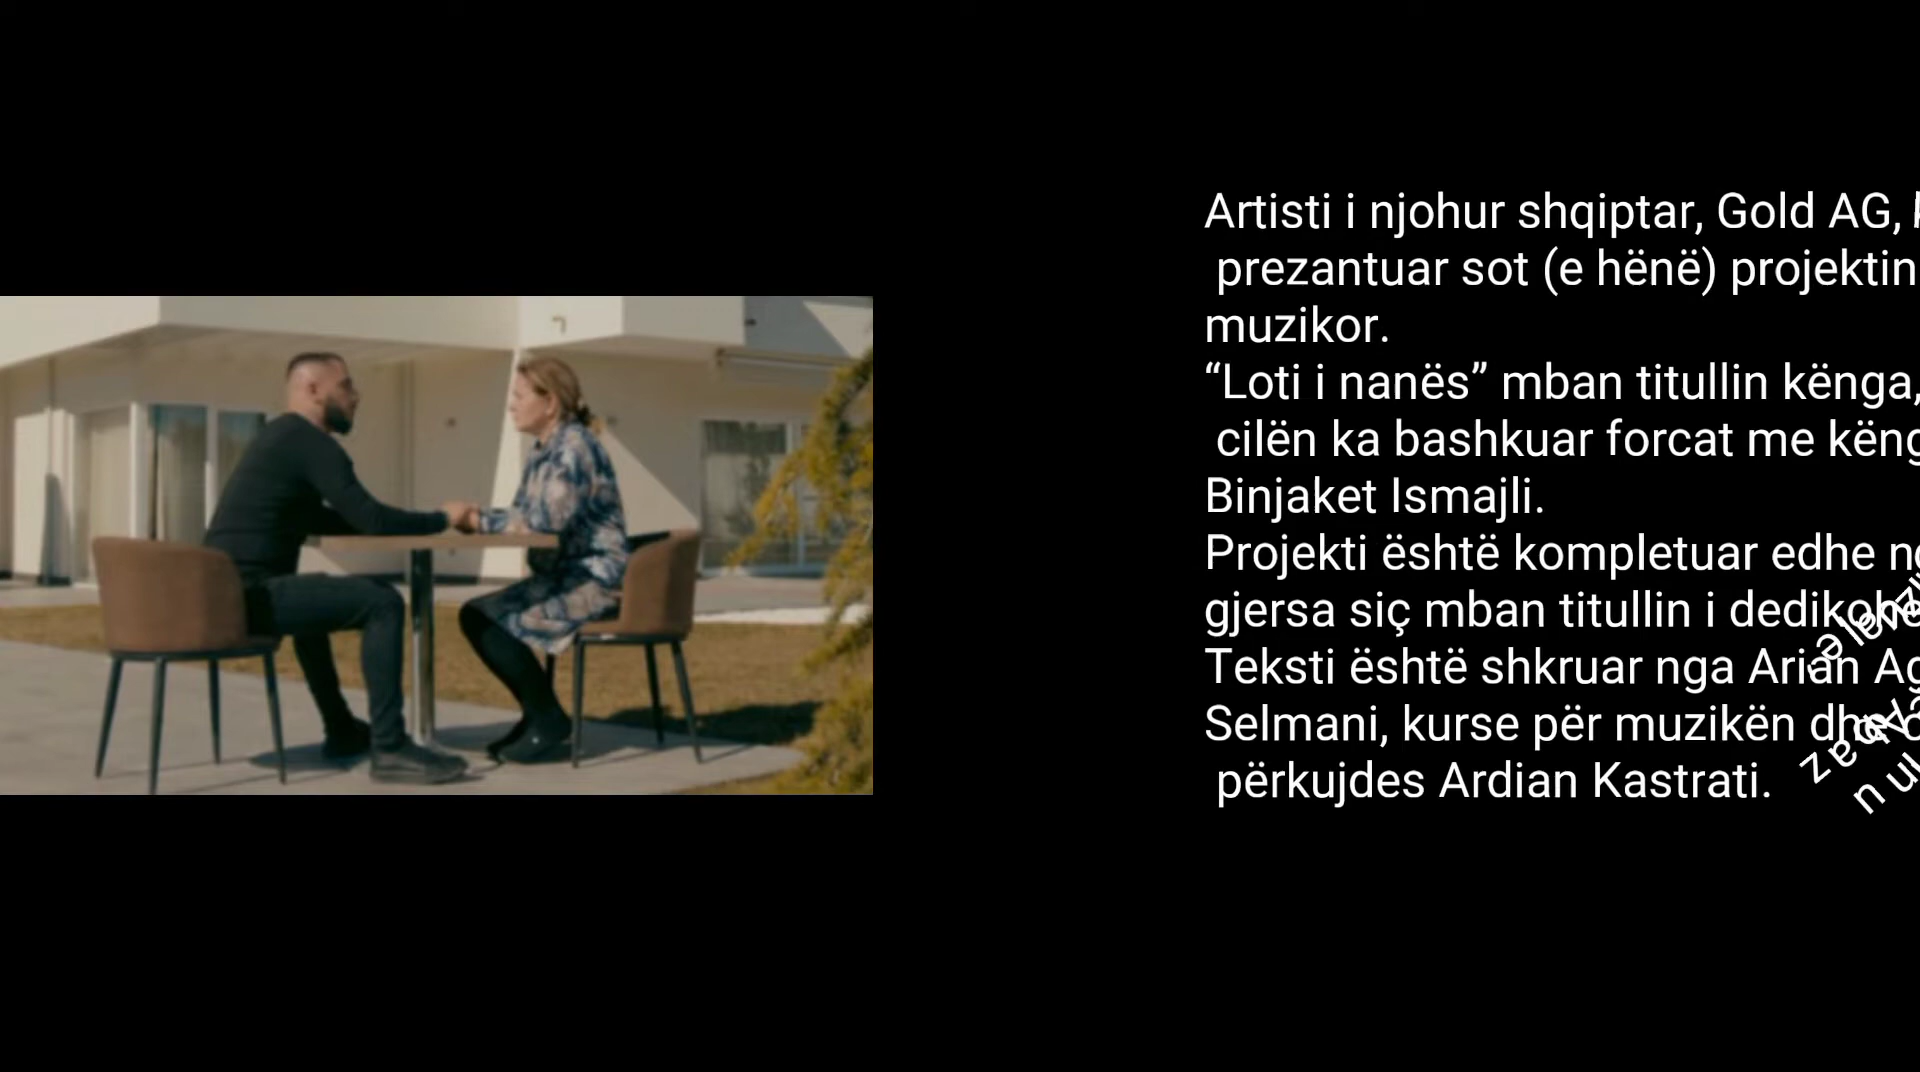 Artisti i njohur shqiptar, Gold AG,
prezantuar sot (e hënë) projektin
muzikor.
“Loti i nanës” mban titullin kënga,
cilën ka bashkuar forcat me
Binjaket Ismajli.
Projekti është kompletuar edhe
gjersa siç mban titullin i
Teksti është shkruar nga Arian
Selmani, kurse për muzikën
përkujdes Ardian Kastrati.